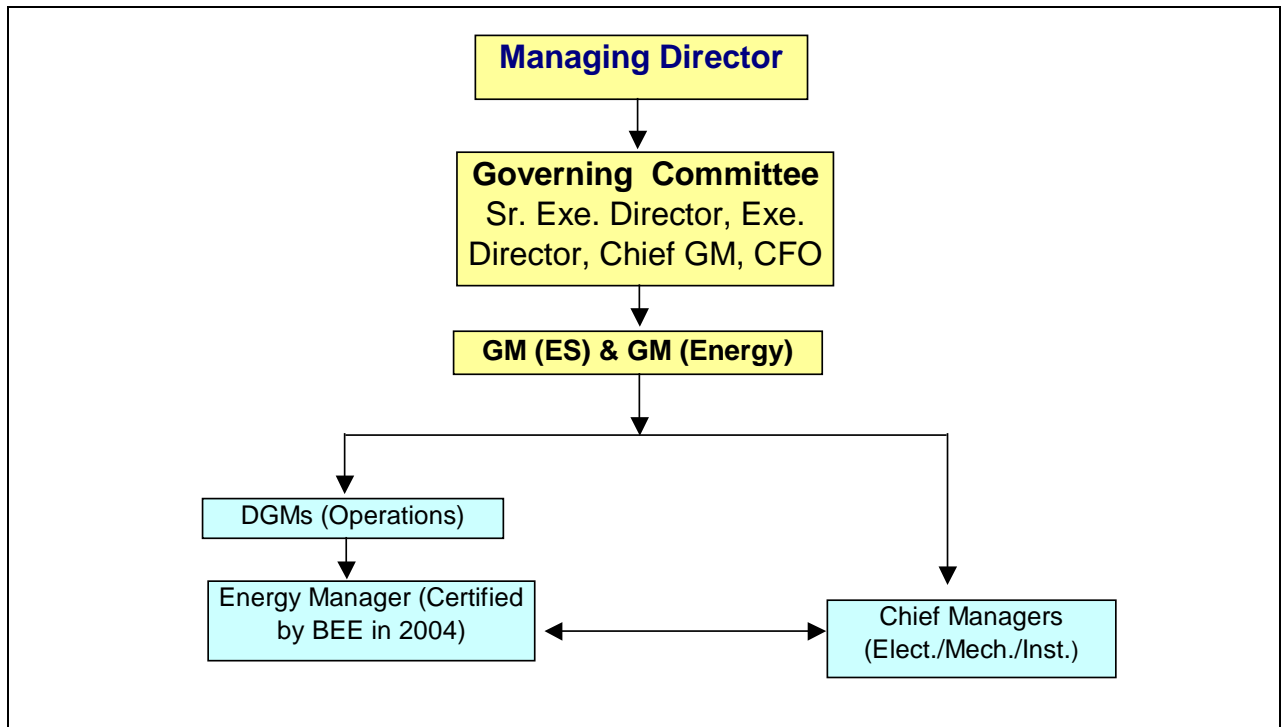 Managing Director
Governing Committee
Sr. Exe. Director, Exe.
Director, Chief GM, CFO
GM (ES) & GM (Energy)
DGMs (Operations)
Energy Manager (Certified
by BEE in 2004)
Chief Managers
(Elect./Mech./Inst.)